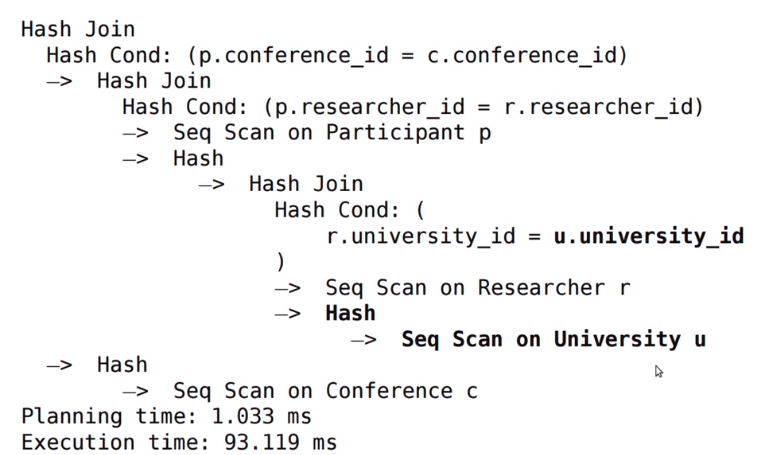 Hash Join
Hash Cond: (p.conference_id = c.conference_id)
—> Hash Join
Hash Cond: (p.researcher_id = r.researcher_id)
—> Seq Scan on Participant p
—> Hash
—> Hash Join
Hash Cond: (
r.university_id = u.university_id
)
—> Seq Scan on Researcher r
—> Hash
—> Seq Scan on University u
—> Hash
—> Seq Scan on Conference c
Planning time: 1.033 ms
Execution time: 93.119 ms